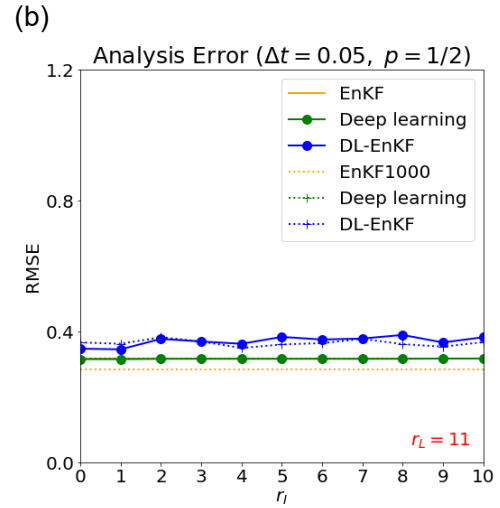 (b)
Analysis Error (Δt = 0.05, p = 1/2)
EnKF
Deep learning
DL-EnKF
EnKF1000
Deep learning
DL-EnKF
RMSE
1.2
0.8
0.4
0.0
r_L = 11
0 1 2 3 4 5 6 7 8 9 10
r_l